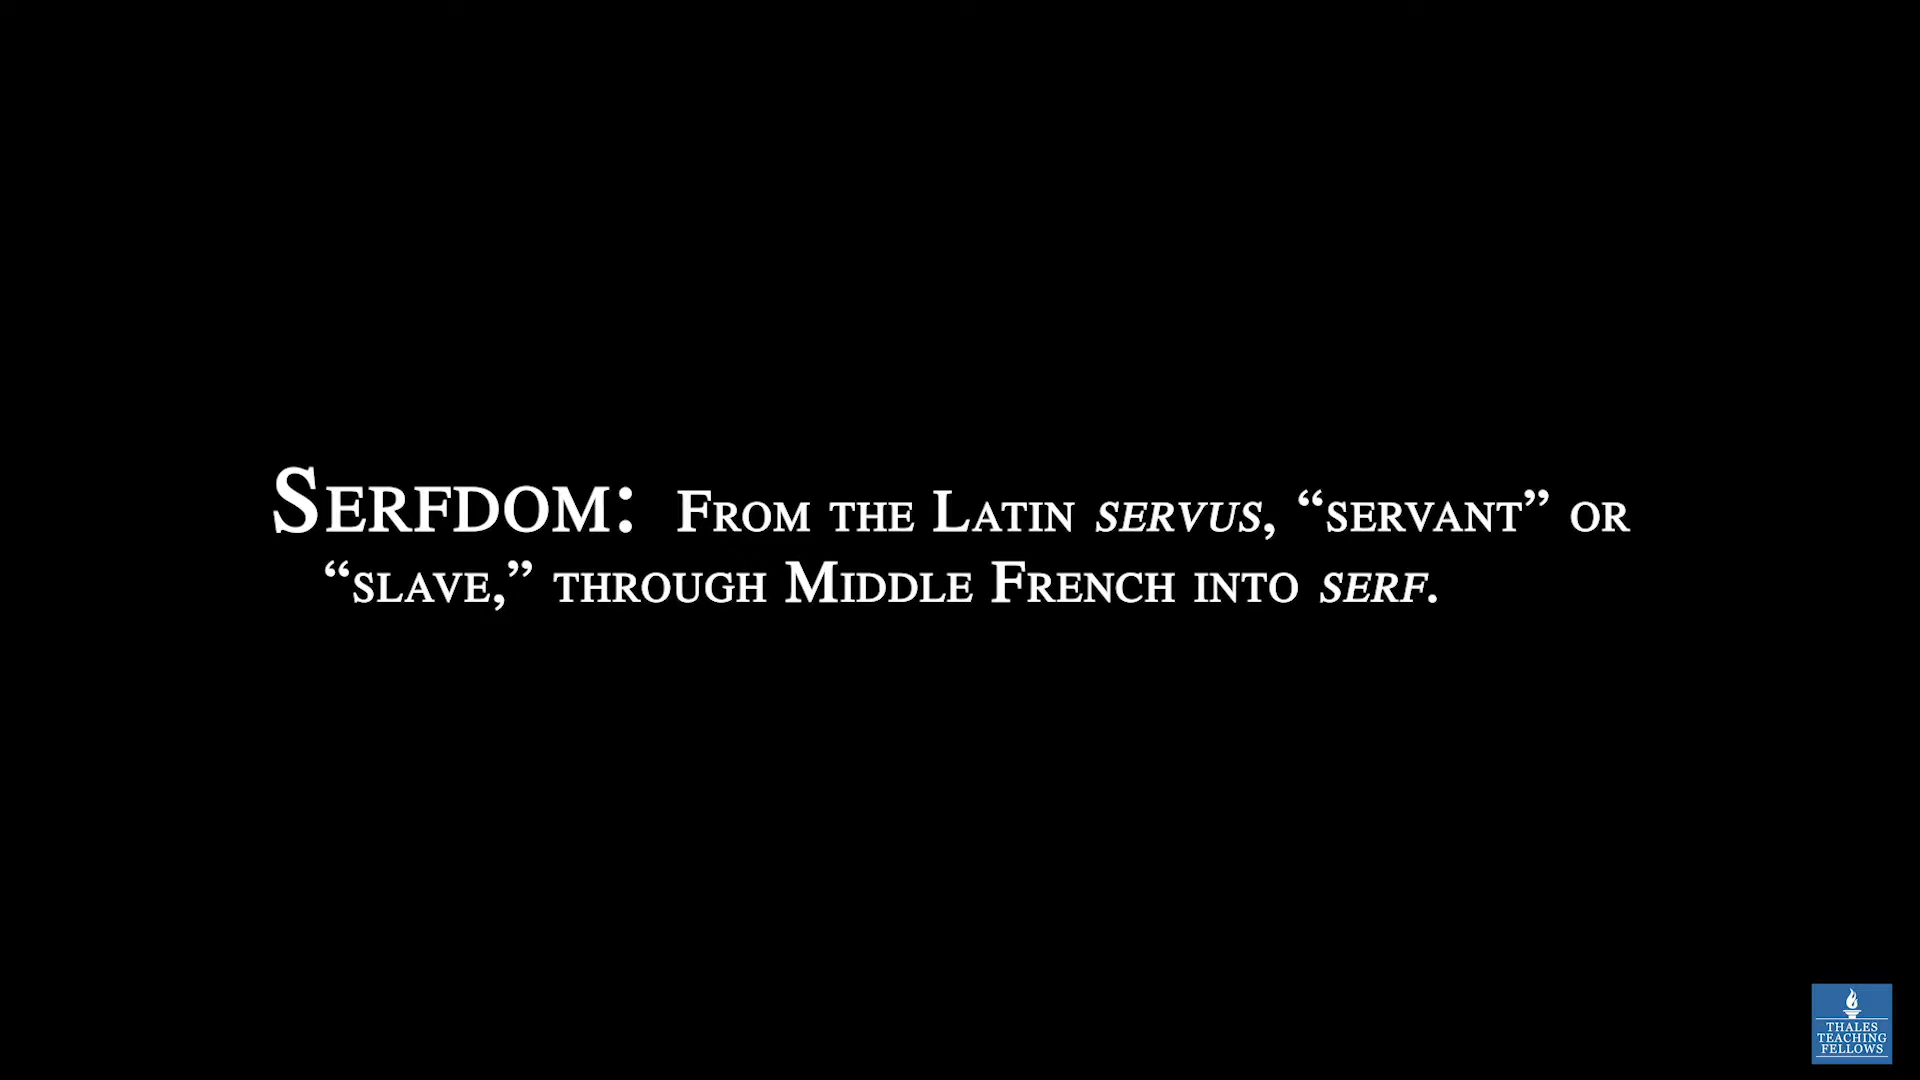 Serfdom: From the Latin servus, “servant” or
“slave,” through Middle French into serf.
THALES
TEACHING
FELLOWS